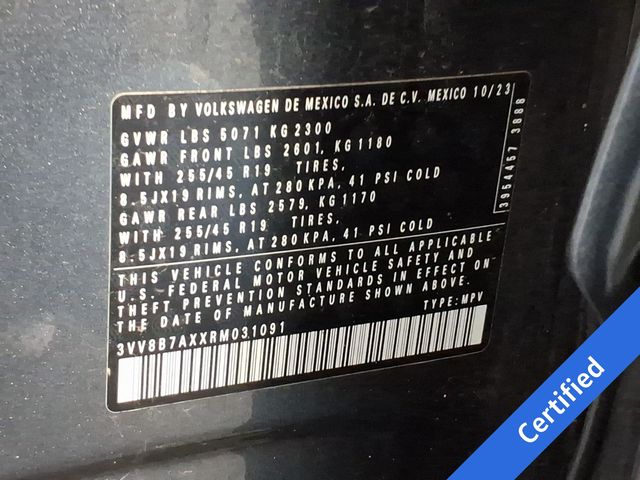 MFD BY VOLKSWAGEN DE MEXICO S.A. DE C.V. MEXICO 10/23
GVWR LBS 5071 KG 2300
GAWR FRONT LBS 2601, KG 1180
WITH 255/45 R19 TIRES,
8.5JX19 RIMS, AT 280 KPA, 41 PSI COLD
GAWR REAR LBS 2579, KG 1170
WITH 255/45 R19 TIRES,
8.5JX19 RIMS, AT 280 KPA, 41 PSI COLD
THIS VEHICLE CONFORMS TO ALL APPLICABLE
U.S. FEDERAL MOTOR VEHICLE SAFETY AND
THEFT PREVENTION STANDARDS IN EFFECT ON
THE DATE OF MANUFACTURE SHOWN ABOVE.
3VV8B7AXXRM031091 TYPE: MPV
3954457 3888
Certified